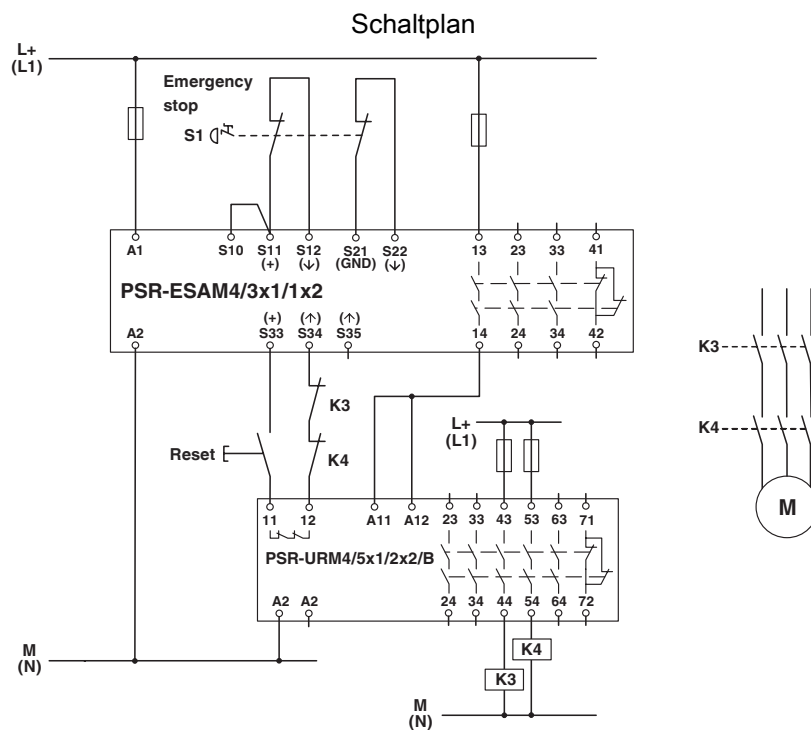 Schaltplan
L+
(L1)
Emergency
stop
S1
A1 S10 S11 S12 S21 S22 13 23 33 41
(+) (↓) (GND) (↓)
PSR-ESAM4/3x1/1x2
(+) (↑) (↑)
A2 S33 S34 S35 14 24 34 42
K3
K4
M
K3
K4
L+
(L1)
Reset
11 12 A11 A12 23 33 43 53 63 71
PSR-URM4/5x1/2x2/B
A2 A2 24 34 44 54 64 72
M
(N)
K4
K3
M
(N)